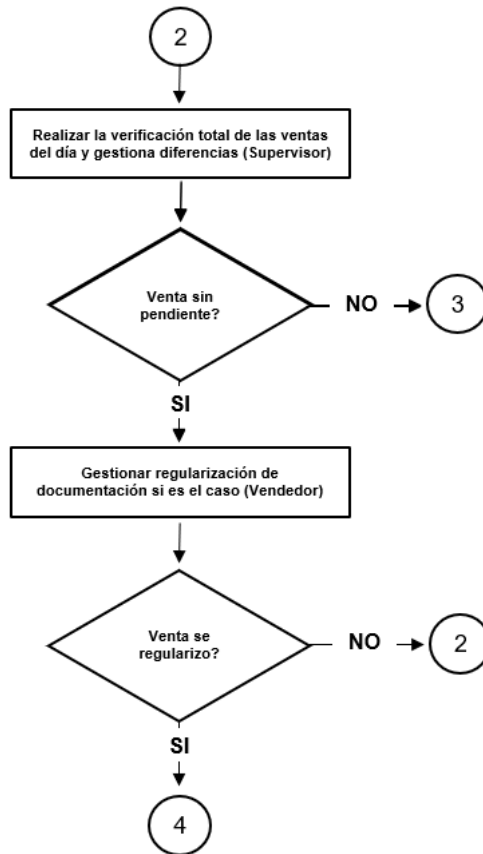 2
Realizar la verificación total de las ventas
del día y gestiona diferencias (Supervisor)
Venta sin
pendiente?
NO
3
SI
Gestionar regularización de
documentación si es el caso (Vendedor)
Venta se
regularizo?
NO
2
SI
4